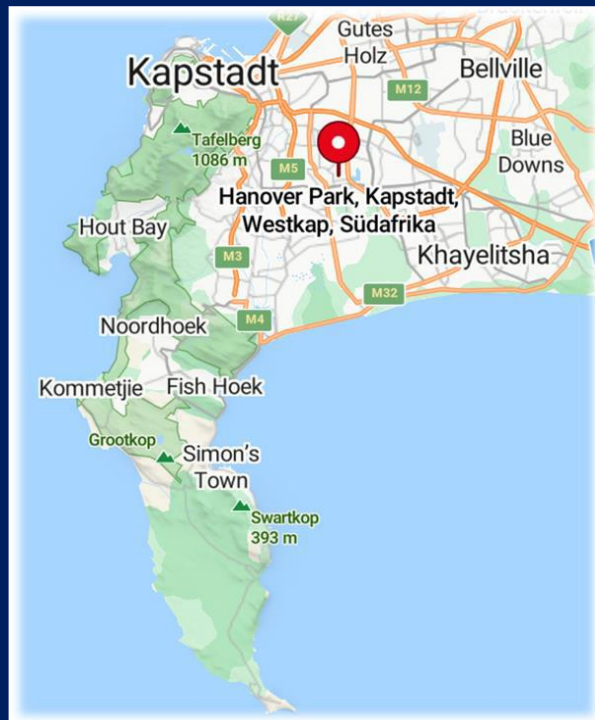 R27
Gutes
Holz
Kapstadt
Bellville
M12
Tafelberg
1086 m
M5
Blue
Downs
Hanover Park, Kapstadt,
Westkap, Südafrika
Hout Bay
M3
Khayelitsha
M32
Noordhoek
M4
Kommetjie
Fish Hoek
Grootkop
Simon's
Town
Swartkop
393 m